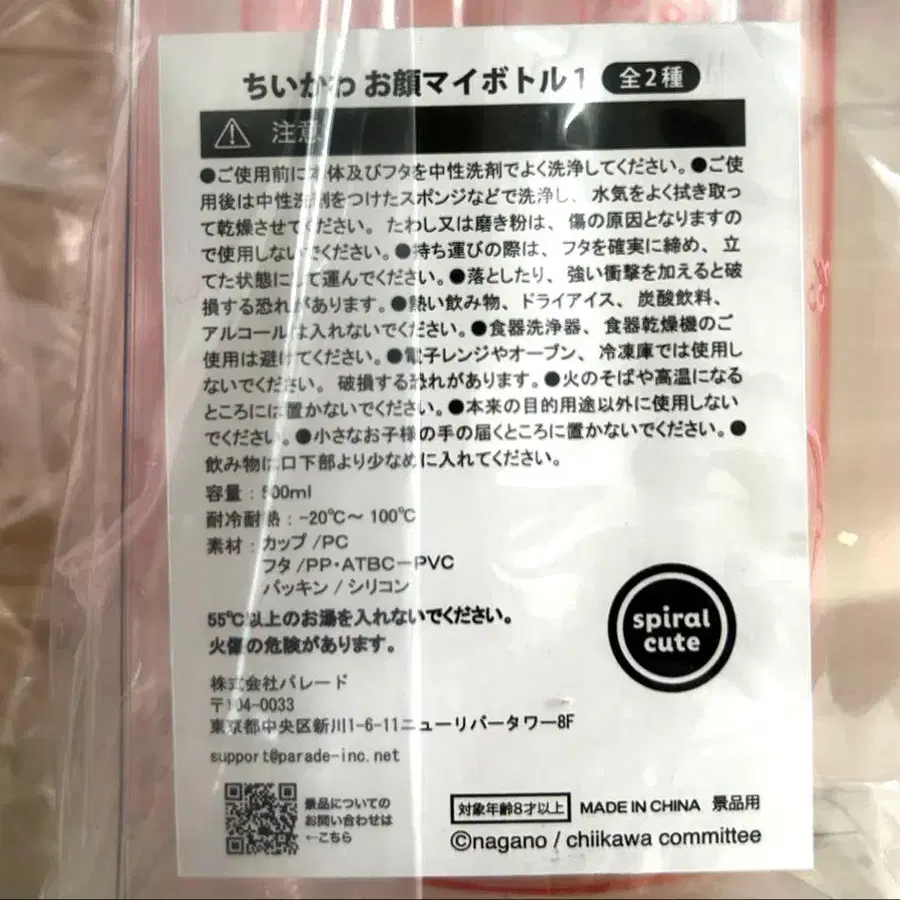 ちいかわ お顔マイボトル1 全2種
注意
●ご使用前に本体及びフタを中性洗剤でよく洗浄してください。●ご使
用後は中性洗剤をつけたスポンジなどで洗浄し、水気をよく拭き取っ
て乾燥させてください。たわし又は磨き粉は、傷の原因となりますの
で使用しないでください。●持ち運びの際は、フタを確実に締め、立
てた状態にして運んでください。●落としたり、強い衝撃を加えると破
損する恐れがあります。●熱い飲み物、ドライアイス、炭酸飲料、
アルコールは入れないでください。●食器洗浄器、食器乾燥機のご
使用は避けてください。●電子レンジやオーブン、冷凍庫では使用し
ないでください。破損する恐れがあります。●火のそばや高温になる
ところには置かないでください。●本来の目的用途以外に使用しない
でください。●小さなお子様の手の届くところに置かないでください。●
飲み物は口下部より少なめに入れてください。
容量：500ml
耐冷耐熱：-20℃～100℃
素材：カップ/PC
フタ/PP・ATBC-PVC
パッキン/シリコン
55℃以上のお湯を入れないでください。
火傷の危険があります。
spiral
cute
株式会社パレード
〒104-0033
東京都中央区新川1-6-11ニューリバータワー8F
support@parade-inc.net
景品についての
お問い合わせは
←こちら
対象年齢8才以上 MADE IN CHINA 景品用
©nagano / chiikawa committee